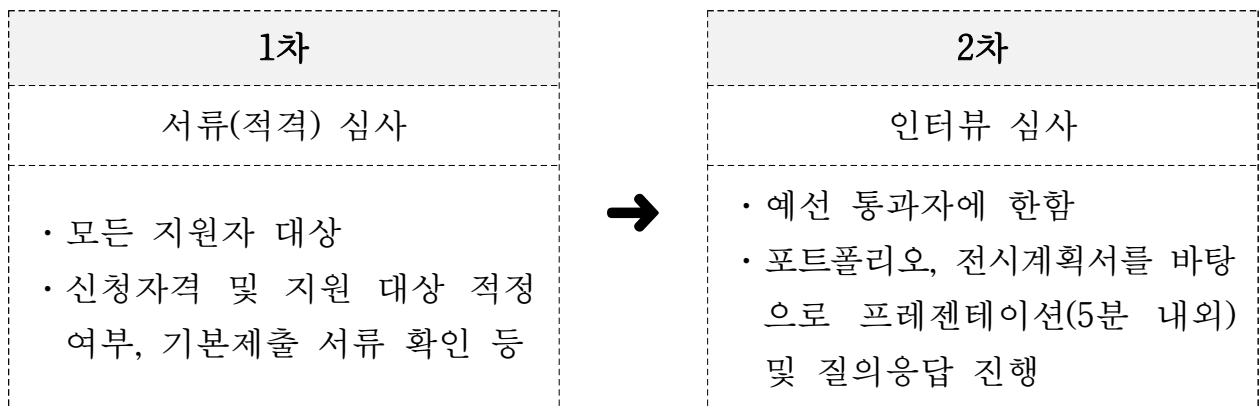 1차
서류(적격) 심사
· 모든 지원자 대상
· 신청자격 및 지원 대상 적정
여부, 기본제출 서류 확인 등
➜
2차
인터뷰 심사
· 예선 통과자에 한함
· 포트폴리오, 전시계획서를 바탕
으로 프레젠테이션(5분 내외)
및 질의응답 진행